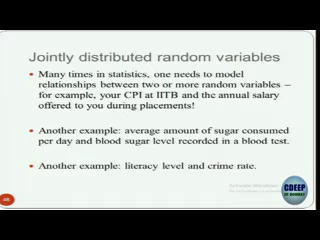 Jointly distributed random variables
• Many times in statistics, one needs to model
relationships between two or more random variables –
for example, your CPI at IITB and the annual salary
offered to you during placements!
• Another example: average amount of sugar consumed
per day and blood sugar level recorded in a blood test.
• Another example: literacy level and crime rate.
Activate Windows
CDEEP
IIT BOMBAY